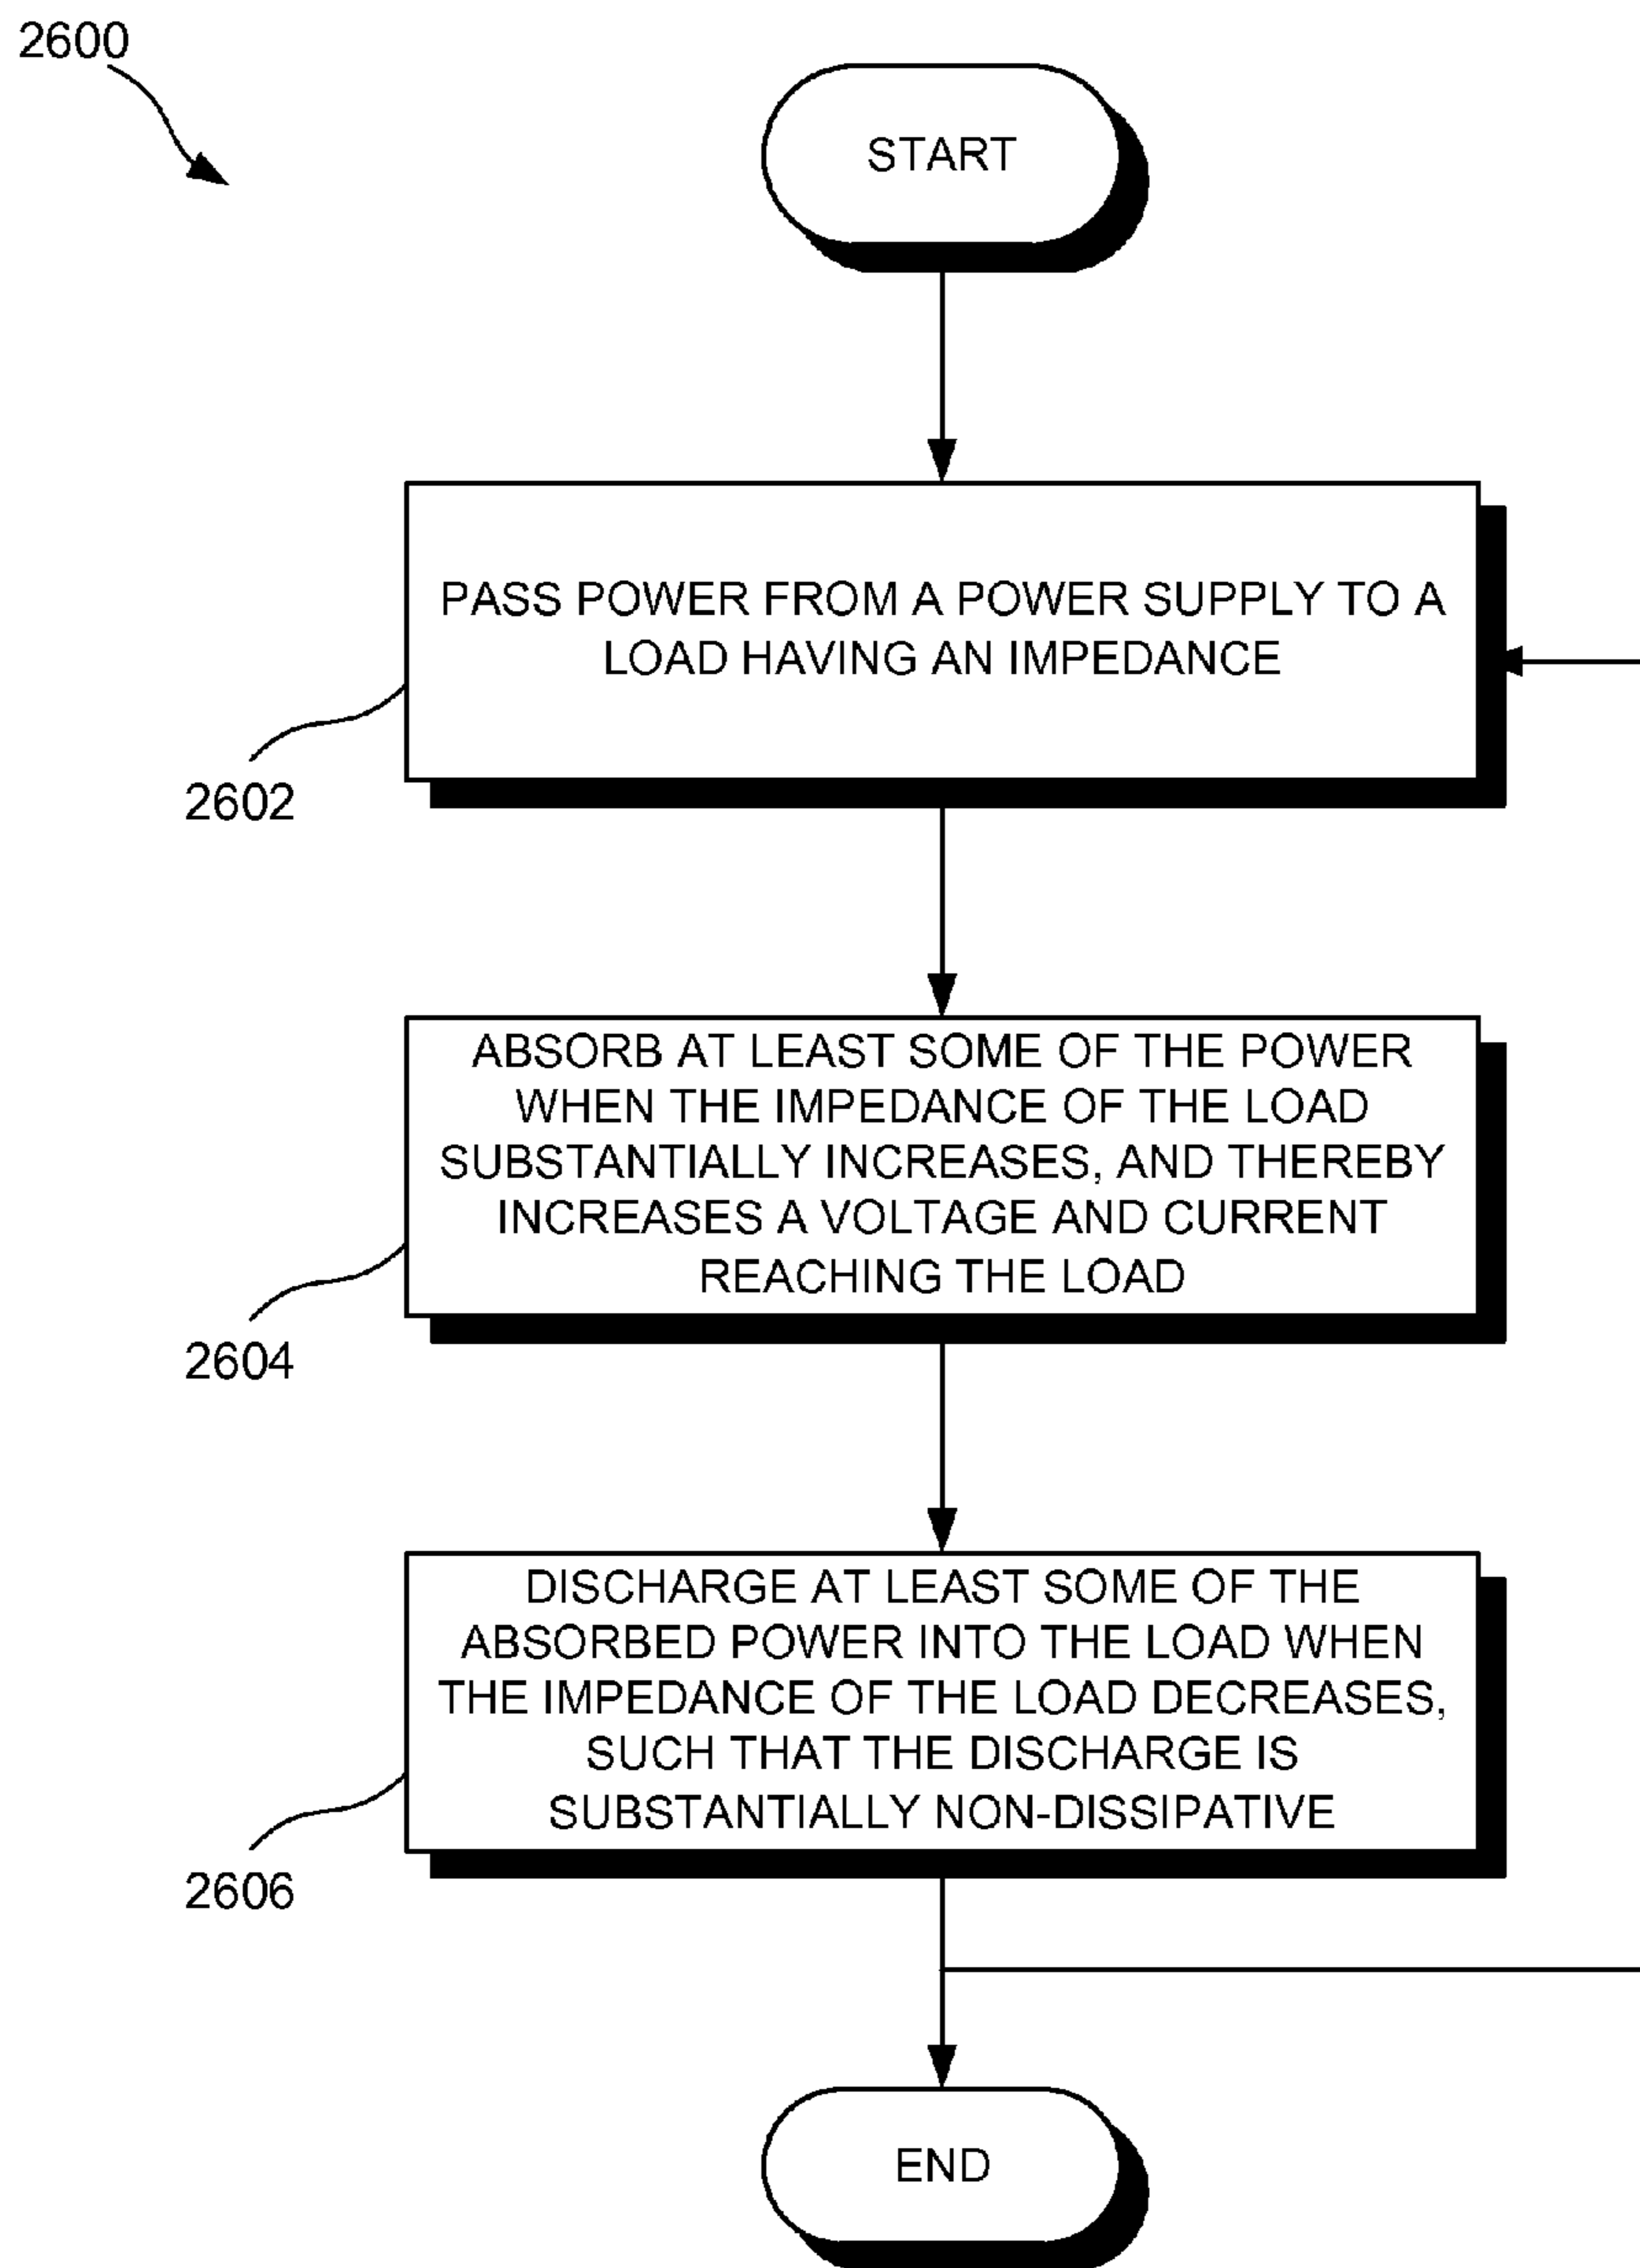 2600
START
PASS POWER FROM A POWER SUPPLY TO A
LOAD HAVING AN IMPEDANCE
2602
ABSORB AT LEAST SOME OF THE POWER
WHEN THE IMPEDANCE OF THE LOAD
SUBSTANTIALLY INCREASES, AND THEREBY
INCREASES A VOLTAGE AND CURRENT
REACHING THE LOAD
2604
DISCHARGE AT LEAST SOME OF THE
ABSORBED POWER INTO THE LOAD WHEN
THE IMPEDANCE OF THE LOAD DECREASES,
SUCH THAT THE DISCHARGE IS
SUBSTANTIALLY NON-DISSIPATIVE
2606
END